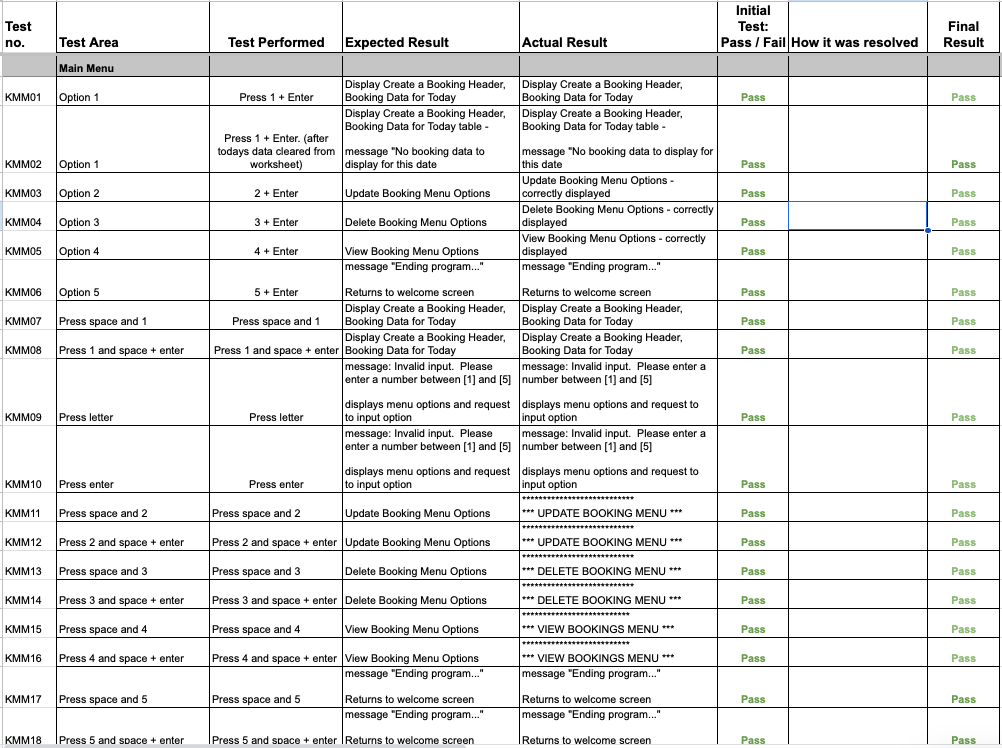 Test no. Test Area Test Performed Expected Result Actual Result Initial Test: Pass / Fail How it was resolved Final Result
Main Menu
KMM01 Option 1 Press 1 + Enter Display Create a Booking Header, Booking Data for Today Display Create a Booking Header, Booking Data for Today Pass Pass
KMM02 Option 1 Press 1 + Enter. (after todays data cleared from worksheet) Display Create a Booking Header, Booking Data for Today table - message "No booking data to display for this date Display Create a Booking Header, Booking Data for Today table - message "No booking data to display for this date Pass Pass
KMM03 Option 2 2 + Enter Update Booking Menu Options Update Booking Menu Options - correctly displayed Pass Pass
KMM04 Option 3 3 + Enter Delete Booking Menu Options Delete Booking Menu Options - correctly displayed Pass Pass
KMM05 Option 4 4 + Enter View Booking Menu Options View Booking Menu Options - correctly displayed Pass Pass
KMM06 Option 5 5 + Enter message "Ending program..." Returns to welcome screen message "Ending program..." Returns to welcome screen Pass Pass
KMM07 Press space and 1 Press space and 1 Display Create a Booking Header, Booking Data for Today Display Create a Booking Header, Booking Data for Today Pass Pass
KMM08 Press 1 and space + enter Press 1 and space + enter Display Create a Booking Header, Booking Data for Today Display Create a Booking Header, Booking Data for Today Pass Pass
KMM09 Press letter Press letter message: Invalid input. Please enter a number between [1] and [5] displays menu options and request to input option message: Invalid input. Please enter a number between [1] and [5] displays menu options and request to input option Pass Pass
KMM10 Press enter Press enter message: Invalid input. Please enter a number between [1] and [5] displays menu options and request to input option message: Invalid input. Please enter a number between [1] and [5] displays menu options and request to input option Pass Pass
KMM11 Press space and 2 Press space and 2 Update Booking Menu Options *************************** *** UPDATE BOOKING MENU *** Pass Pass
KMM12 Press 2 and space + enter Press 2 and space + enter Update Booking Menu Options *************************** *** UPDATE BOOKING MENU *** Pass Pass
KMM13 Press space and 3 Press space and 3 Delete Booking Menu Options *************************** *** DELETE BOOKING MENU *** Pass Pass
KMM14 Press 3 and space + enter Press 3 and space + enter Delete Booking Menu Options *************************** *** DELETE BOOKING MENU *** Pass Pass
KMM15 Press space and 4 Press space and 4 View Booking Menu Options ************************** *** VIEW BOOKINGS MENU *** Pass Pass
KMM16 Press 4 and space + enter Press 4 and space + enter View Booking Menu Options ************************** *** VIEW BOOKINGS MENU *** Pass Pass
KMM17 Press space and 5 Press space and 5 message "Ending program..." Returns to welcome screen message "Ending program..." Returns to welcome screen Pass Pass
KMM18 Press 5 and space + enter Press 5 and space + enter message "Ending program..." Returns to welcome screen message "Ending program..." Returns to welcome screen Pass Pass